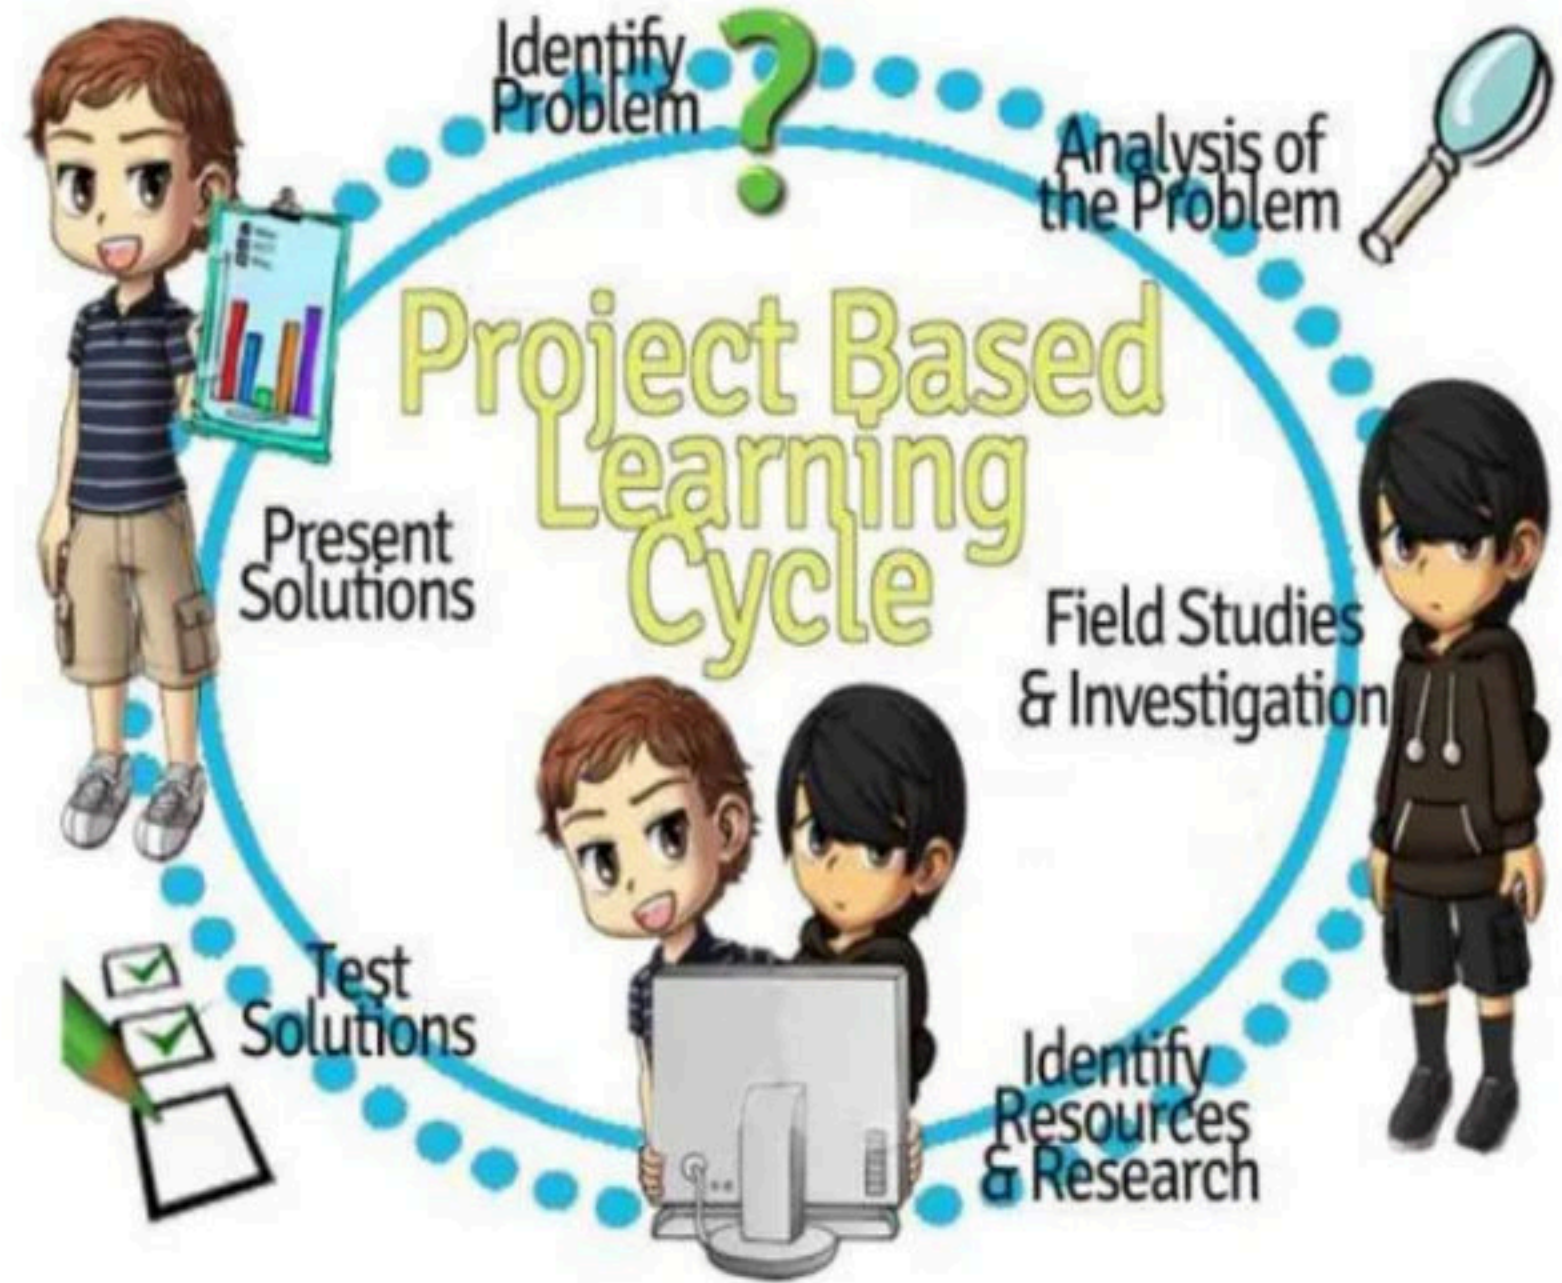 Identify
Problem
Analysis of
the Problem
Project Based
Learning
Cycle
Present
Solutions
Field Studies
& Investigation
Test
Solutions
Identify
Resources
& Research